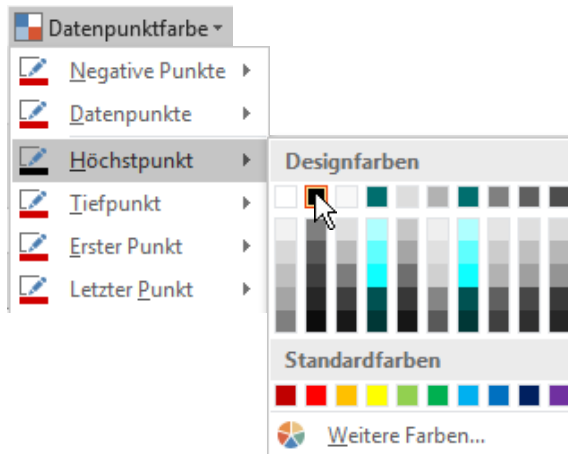 Datenpunktfarbe
Negative Punkte
Datenpunkte
Höchstpunkt
Tiefpunkt
Erster Punkt
Letzter Punkt
Designfarben
Standardfarben
Weitere Farben...